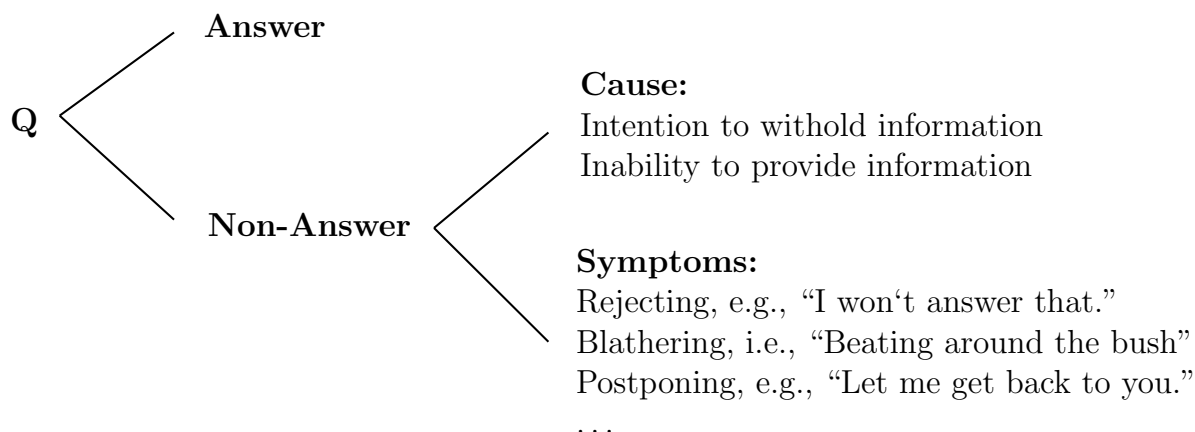 Answer
Q
Non-Answer
Cause:
Intention to withold information
Inability to provide information
Symptoms:
Rejecting, e.g., “I won‘t answer that.”
Blathering, i.e., “Beating around the bush”
Postponing, e.g., “Let me get back to you.”
...